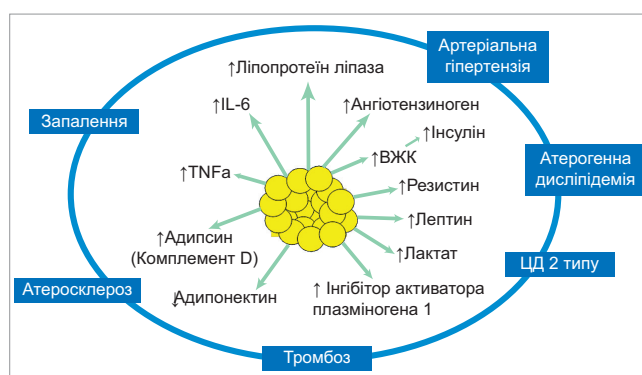 Артеріальна
гіпертензія
↑Ліпопротеїн ліпаза
↑IL-6
↑Ангіотензиноген
Запалення
↑Інсулін
↑ВЖК
Атерогенна
дисліпідемія
↑TNFa
↑Резистин
↑Лептин
↑Адипсин
(Комплемент D)
↑Лактат
ЦД 2 типу
Атеросклероз
↓Адипонектин
↑ Інгібітор активатора
плазміногена 1
Тромбоз